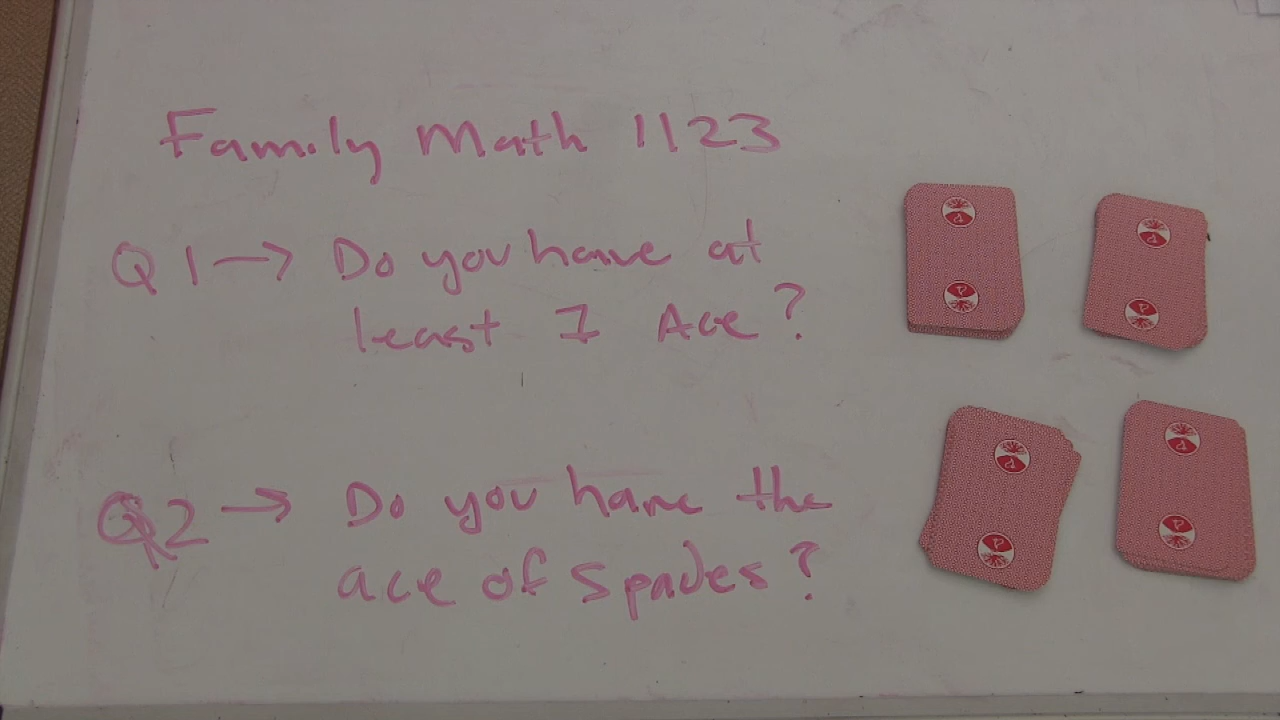 Family Math 1123
Q1→ Do you have at
least 1 Ace?
Q2→ Do you have the
ace of spades?